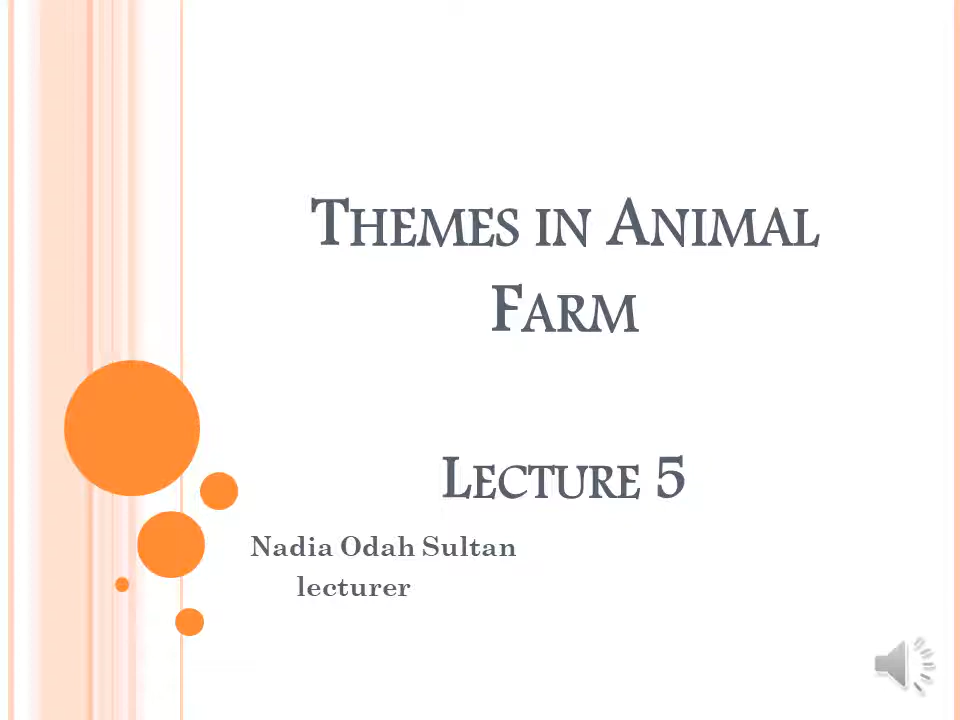 Themes in Animal
Farm
Lecture 5
Nadia Odah Sultan
lecturer